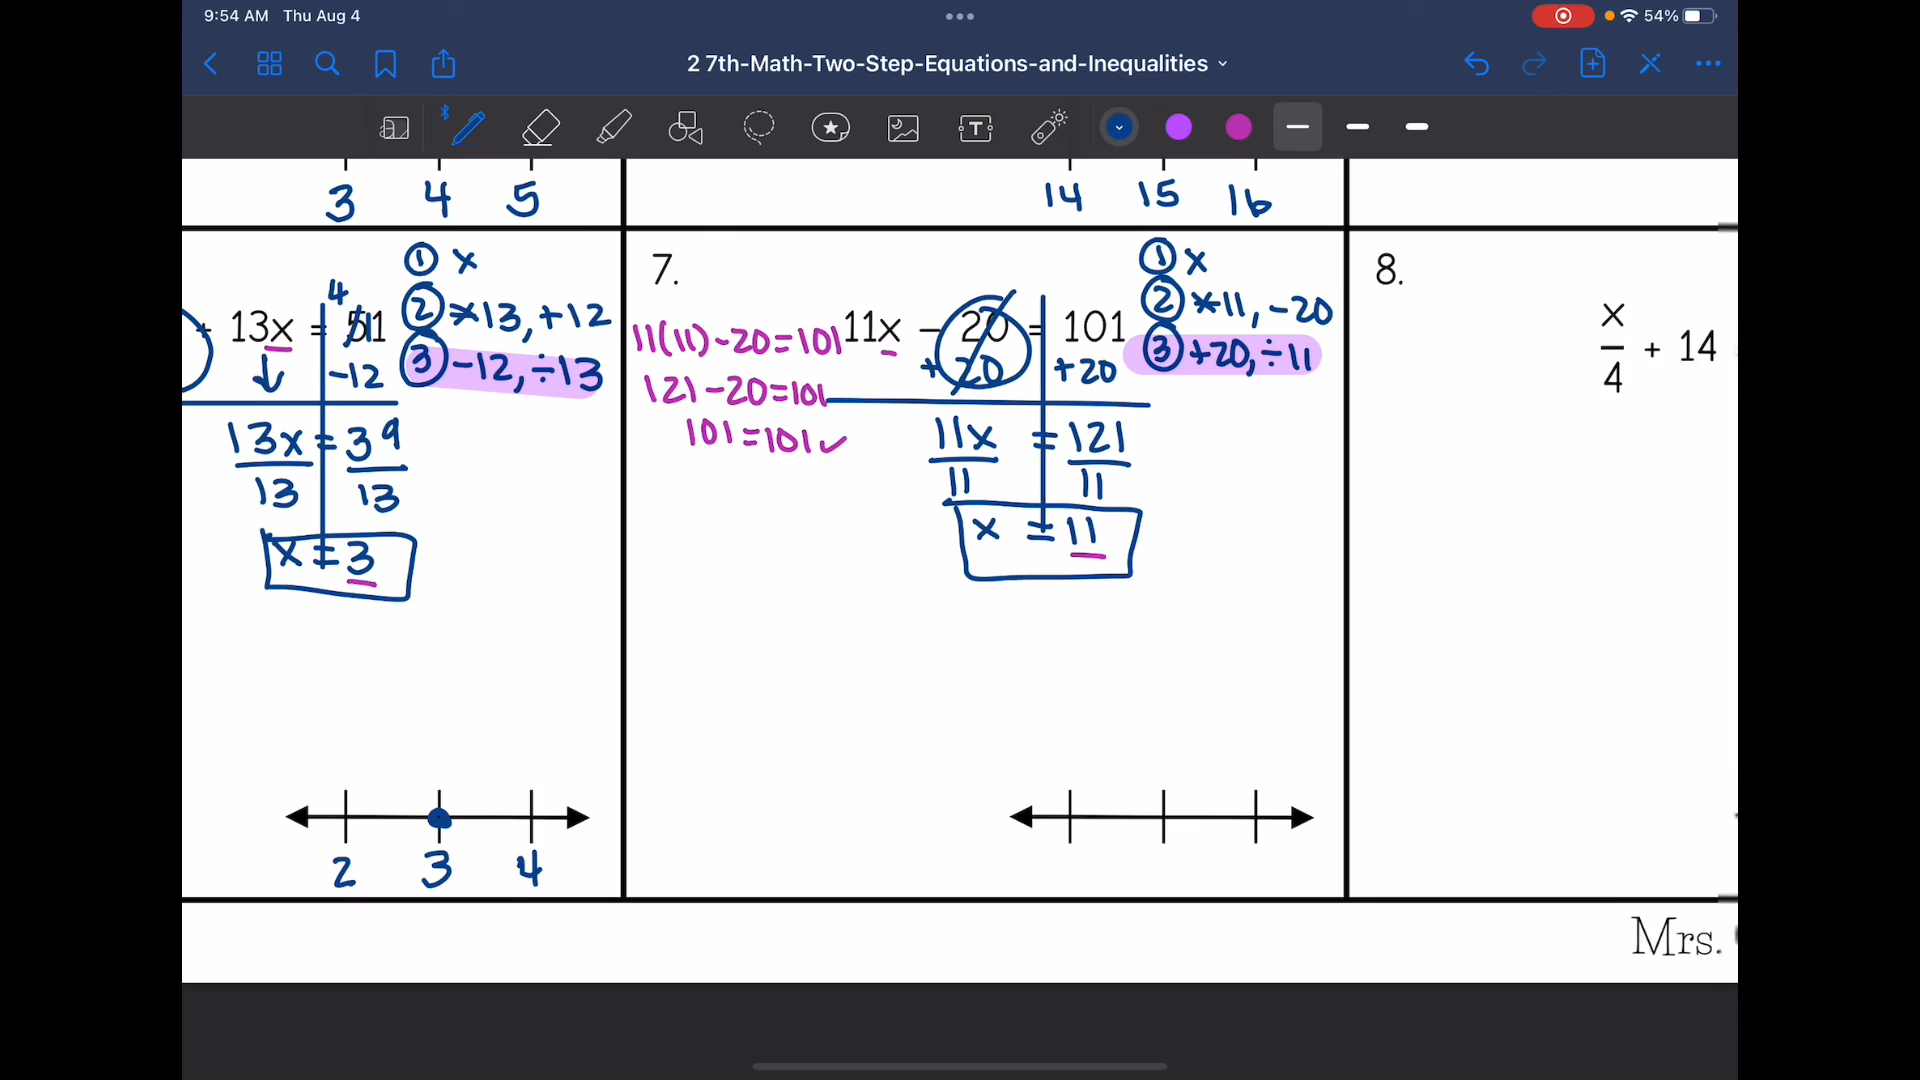 9:54 AM Thu Aug 4
54%
2 7th-Math-Two-Step-Equations-and-Inequalities
T
3 4 5
14 15 16
+ 13x = 51
4
-12
13x = 39
13 13
x = 3
① x
② *13, +12
③ -12, ÷13
2 3 4
7.
11x - 20 = 101
+20 +20
11x = 121
11 11
x = 11
11(11) -20=101
121 -20=101
101=101✓
① x
② *11, -20
③ +20, ÷11
8.
x
4
+ 14
Mrs.